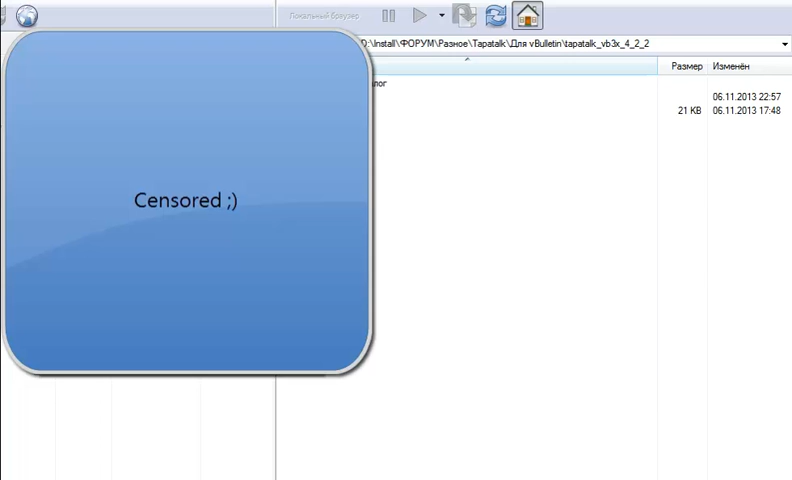 Локальный браузер
D:\Install\ФОРУМ\Разное\Tapatalk\Для vBulletin\tapatalk_vb3x_4_2_2
Размер Изменён
06.11.2013 22:57
21 KB 06.11.2013 17:48
Censored ;)